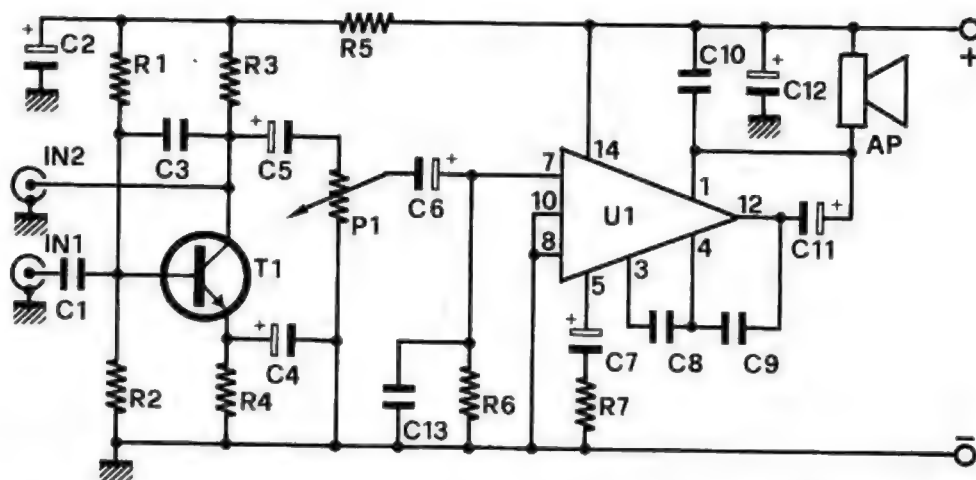 +
C2
R1
R3
R5
C10
+
C12
+
AP
IN2
C3
+
C5
P1
+
C6
7
14
10
8
U1
1
12
3
4
5
C11
+
IN1
C1
T1
+
C4
+
C7
C8
C9
R2
R4
C13
R6
R7
−